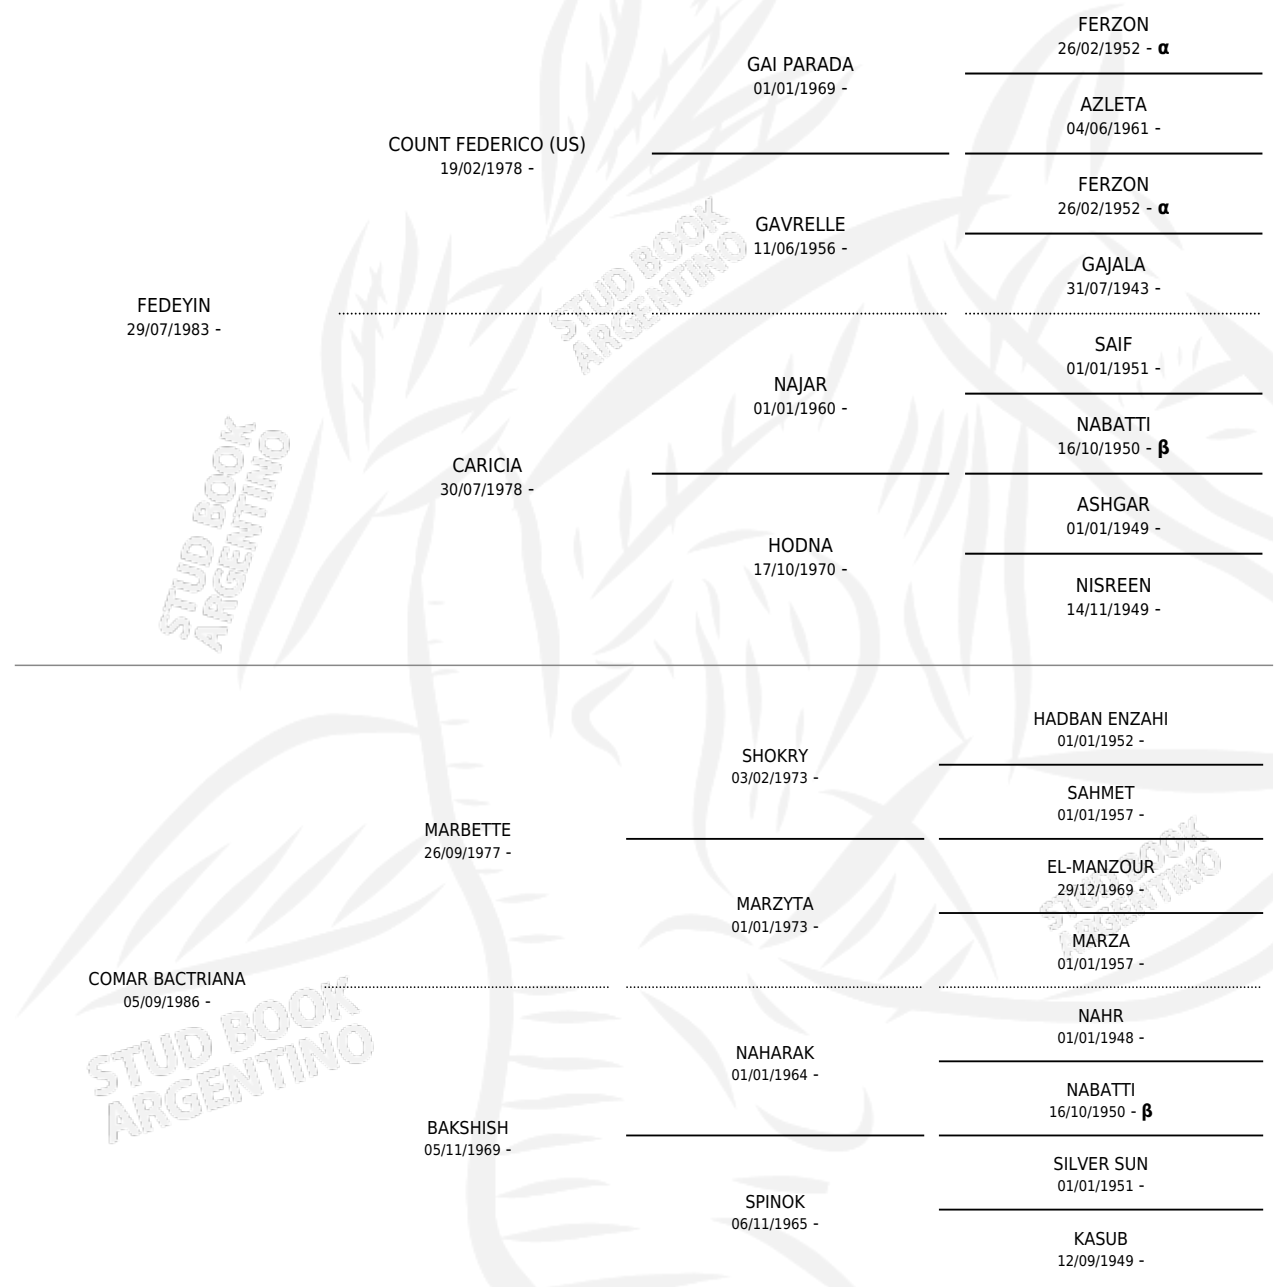 FERZON
26/02/1952 - α
GAI PARADA
01/01/1969 -
AZLETA
04/06/1961 -
COUNT FEDERICO (US)
19/02/1978 -
FERZON
26/02/1952 - α
GAVRELLE
11/06/1956 -
GAJALA
31/07/1943 -
FEDEYIN
29/07/1983 -
SAIF
01/01/1951 -
NAJAR
01/01/1960 -
NABATTI
16/10/1950 - β
CARICIA
30/07/1978 -
ASHGAR
01/01/1949 -
HODNA
17/10/1970 -
NISREEN
14/11/1949 -
HADBAN ENZAHI
01/01/1952 -
SHOKRY
03/02/1973 -
SAHMET
01/01/1957 -
MARBETTE
26/09/1977 -
EL-MANZOUR
29/12/1969 -
MARZYTA
01/01/1973 -
MARZA
01/01/1957 -
COMAR BACTRIANA
05/09/1986 -
NAHR
01/01/1948 -
NAHARAK
01/01/1964 -
NABATTI
16/10/1950 - β
BAKSHISH
05/11/1969 -
SILVER SUN
01/01/1951 -
SPINOK
06/11/1965 -
KASUB
12/09/1949 -
STUD BOOK
ARGENTINO
STUD BOOK
ARGENTINO
STUD BOOK
ARGENTINO
STUD BOOK
ARGENTINO